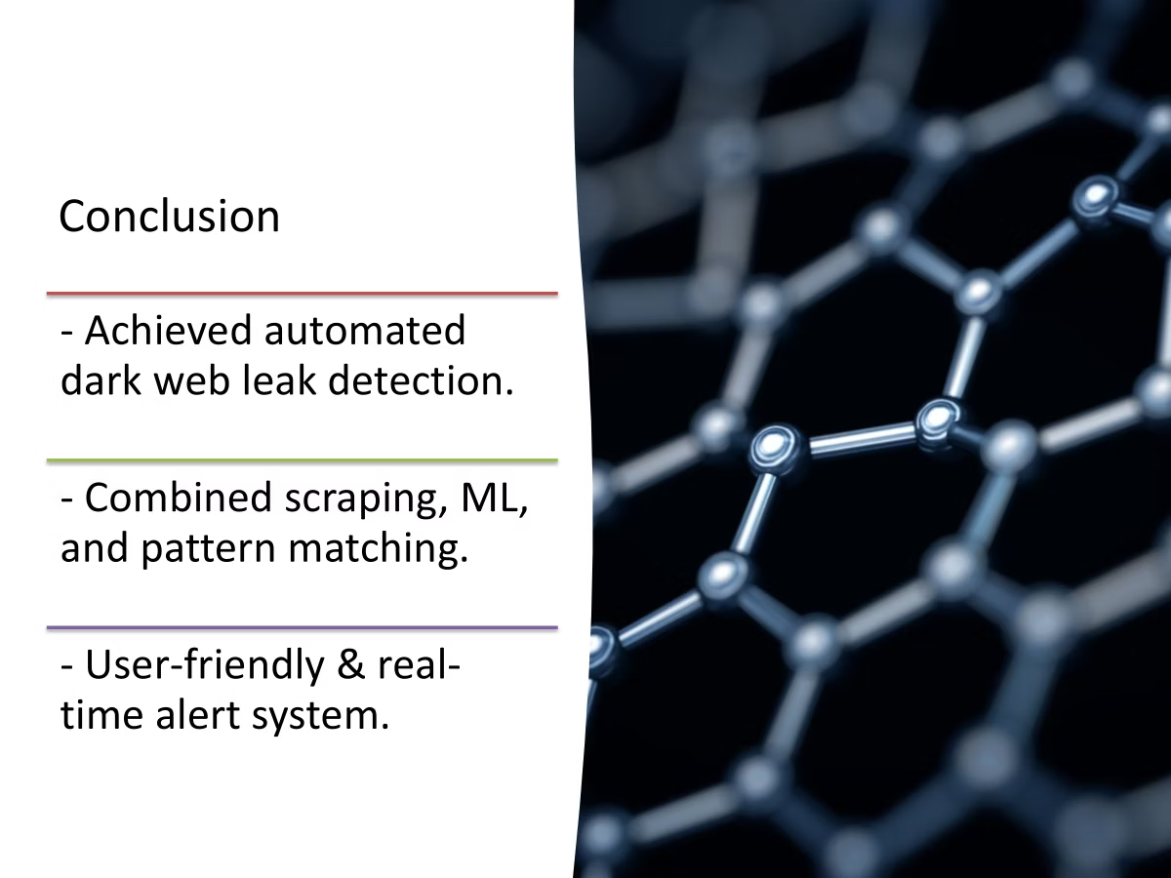 Conclusion
- Achieved automated
dark web leak detection.
- Combined scraping, ML,
and pattern matching.
- User-friendly & real-
time alert system.